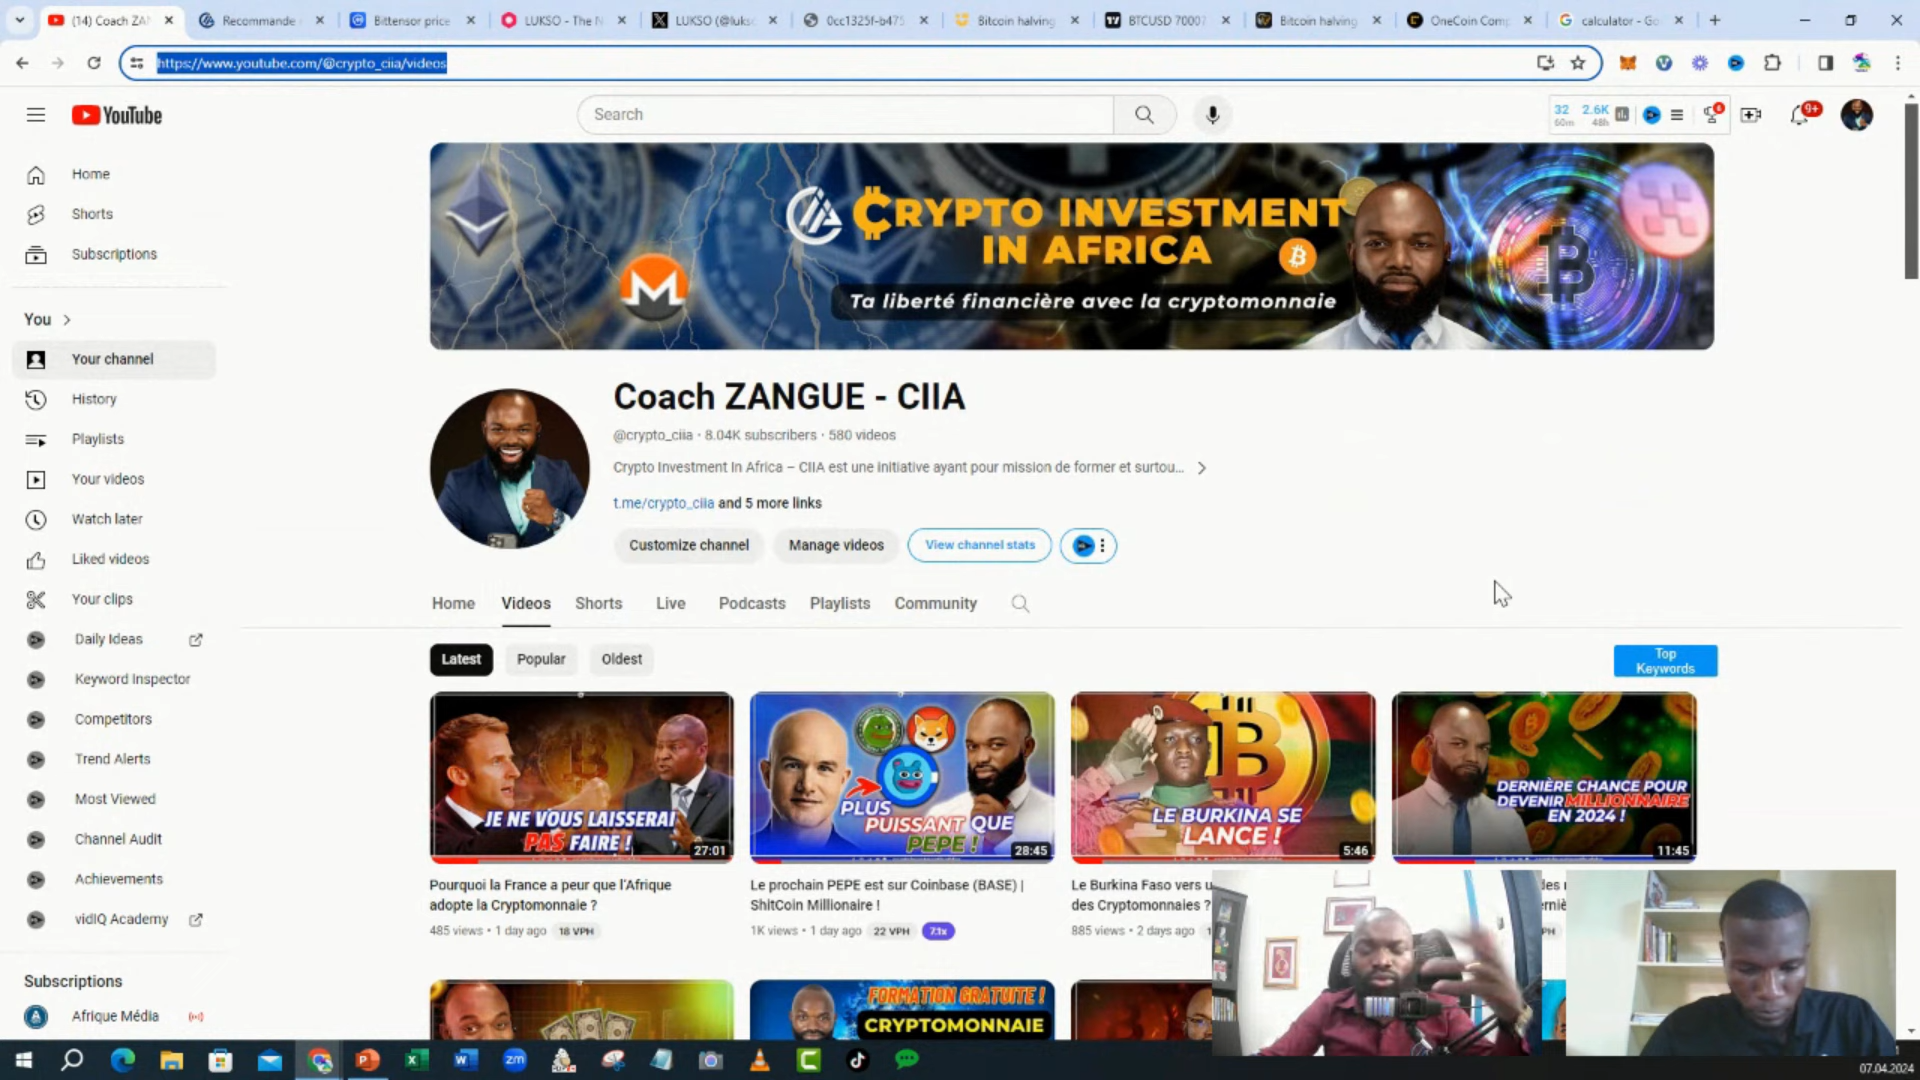 (14) Coach ZAN
Recommande
Bittensor price
LUKSO - The N
LUKSO (@lukso
0cc1325f-b475
Bitcoin halving
BTCUSD 7000
Bitcoin halving
OneCoin Com
calculator - Go
https://www.youtube.com/@crypto_ciia/videos
YouTube
Search
32
60m
2.6K
48h
9+
Home
Shorts
Subscriptions
You
Your channel
History
Playlists
Your videos
Watch later
Liked videos
Your clips
Daily Ideas
Keyword Inspector
Competitors
Trend Alerts
Most Viewed
Channel Audit
Achievements
vidIQ Academy
Subscriptions
Afrique Média
CRYPTO INVESTMENT
IN AFRICA
Ta liberté financière avec la cryptomonnaie
Coach ZANGUE - CIIA
@crypto_ciia · 8.04K subscribers · 580 videos
Crypto Investment In Africa – CIIA est une initiative ayant pour mission de former et surtou...
t.me/crypto_ciia and 5 more links
Customize channel
Manage videos
View channel stats
Home
Videos
Shorts
Live
Podcasts
Playlists
Community
Latest
Popular
Oldest
Top
Keywords
JE NE VOUS LAISSERAI
PAS FAIRE !
27:01
PLUS
PUISSANT QUE
PEPE !
28:45
LE BURKINA SE
LANCE !
5:46
DERNIÈRE CHANCE POUR
DEVENIR MILLIONNAIRE
EN 2024 !
11:45
Pourquoi la France a peur que l'Afrique
adopte la Cryptomonnaie ?
485 views • 1 day ago
18 VPH
Le prochain PEPE est sur Coinbase (BASE) |
ShitCoin Millionaire !
1K views • 1 day ago
22 VPH
7.1x
Le Burkina Faso vers u
des Cryptomonnaies ?
885 views • 2 days ago
FORMATION GRATUITE !
CRYPTOMONNAIE
07.04.2024